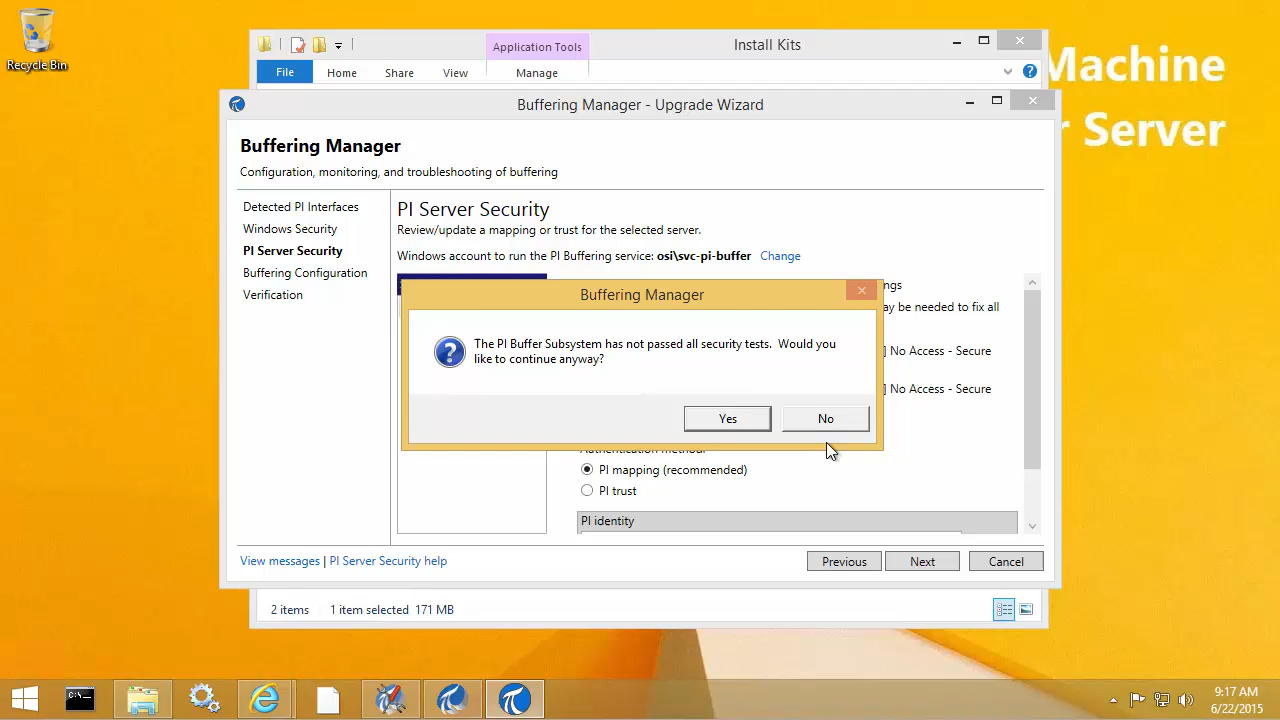 Recycle Bin
Machine
r Server
Application Tools
Install Kits
File
Home
Share
View
Manage
Buffering Manager - Upgrade Wizard
Buffering Manager
Configuration, monitoring, and troubleshooting of buffering
Detected PI Interfaces
Windows Security
PI Server Security
Buffering Configuration
Verification
PI Server Security
Review/update a mapping or trust for the selected server.
Windows account to run the PI Buffering service: osi\svc-pi-buffer Change
ngs
ay be needed to fix all
] No Access - Secure
] No Access - Secure
Buffering Manager
The PI Buffer Subsystem has not passed all security tests. Would you
like to continue anyway?
Yes
No
Authentication method
PI mapping (recommended)
PI trust
PI identity
View messages | PI Server Security help
Previous
Next
Cancel
2 items
1 item selected 171 MB
9:17 AM
6/22/2015